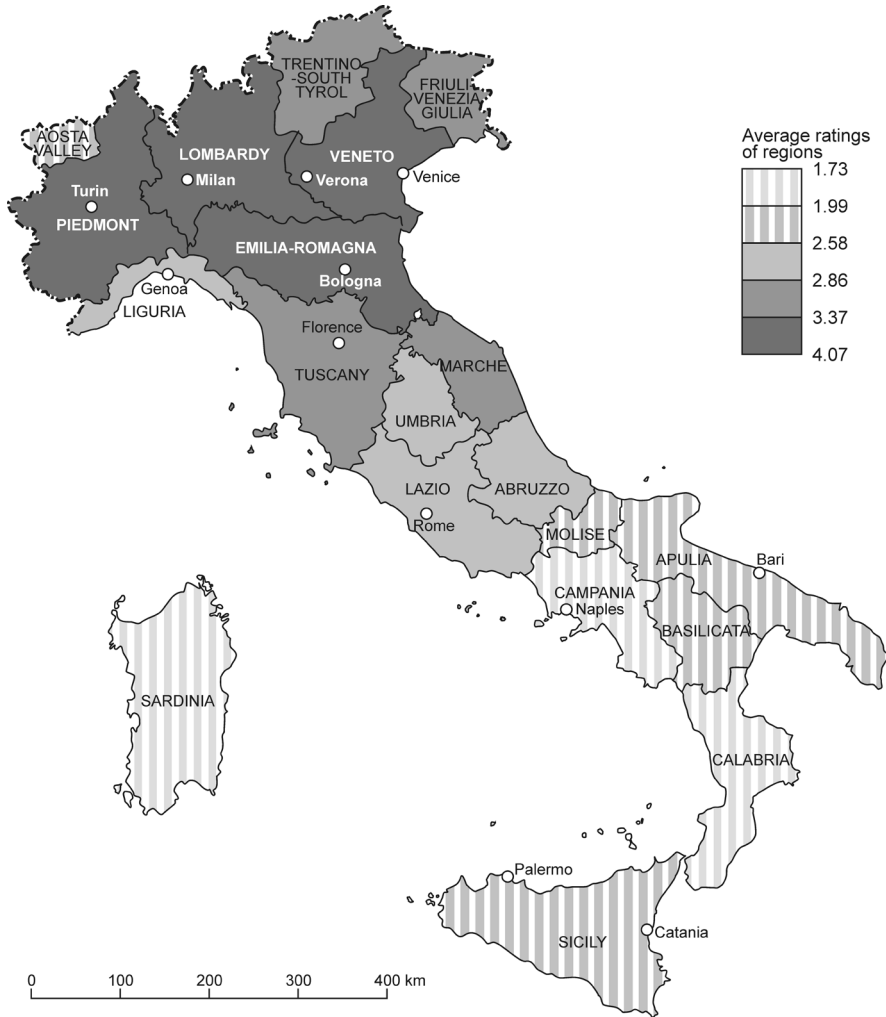 TRENTINO
-SOUTH
TYROL
FRIULI
VENEZIA
GIULIA
AOSTA
VALLEY
LOMBARDY
Milan
VENETO
Verona
Venice
Turin
PIEDMONT
EMILIA-ROMAGNA
Bologna
Genoa
LIGURIA
Florence
TUSCANY
MARCHE
UMBRIA
LAZIO
Rome
ABRUZZO
MOLISE
APULIA
Bari
CAMPANIA
Naples
BASILICATA
SARDINIA
CALABRIA
Palermo
SICILY
Catania
Average ratings
of regions
1.73
1.99
2.58
2.86
3.37
4.07
0 100 200 300 400 km